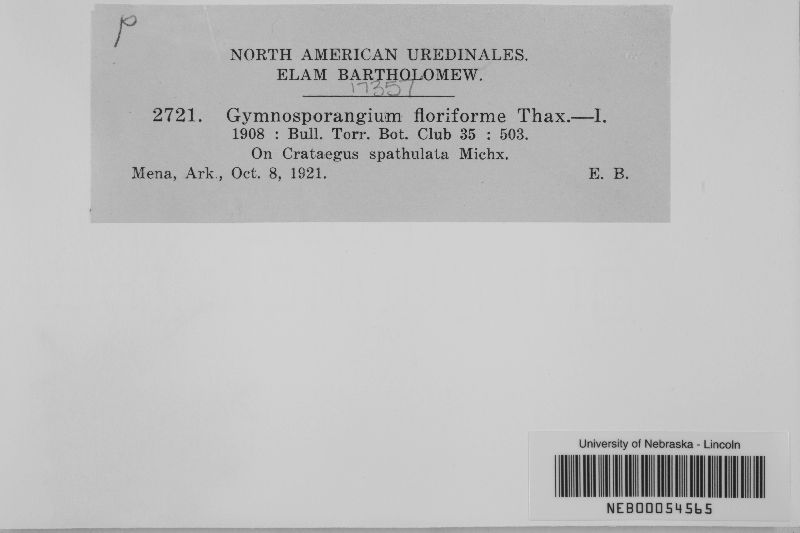 p
NORTH AMERICAN UREDINALES.
ELAM BARTHOLOMEW.
17357
2721. Gymnosporangium floriforme Thax.—I.
1908 : Bull. Torr. Bot. Club 35 : 503.
On Crataegus spathulata Michx.
Mena, Ark., Oct. 8, 1921. E. B.
University of Nebraska - Lincoln
NEB00054565